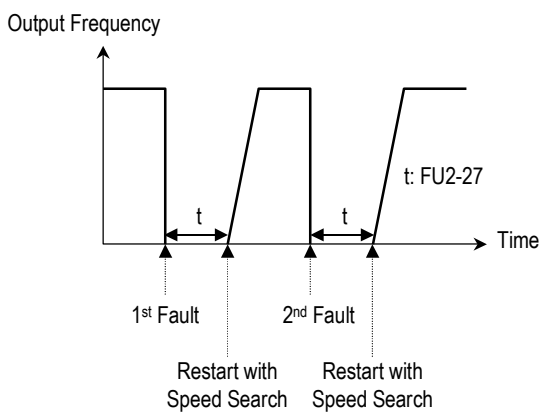 Output Frequency
t
t
t: FU2-27
Time
1st Fault
2nd Fault
Restart with
Speed Search
Restart with
Speed Search